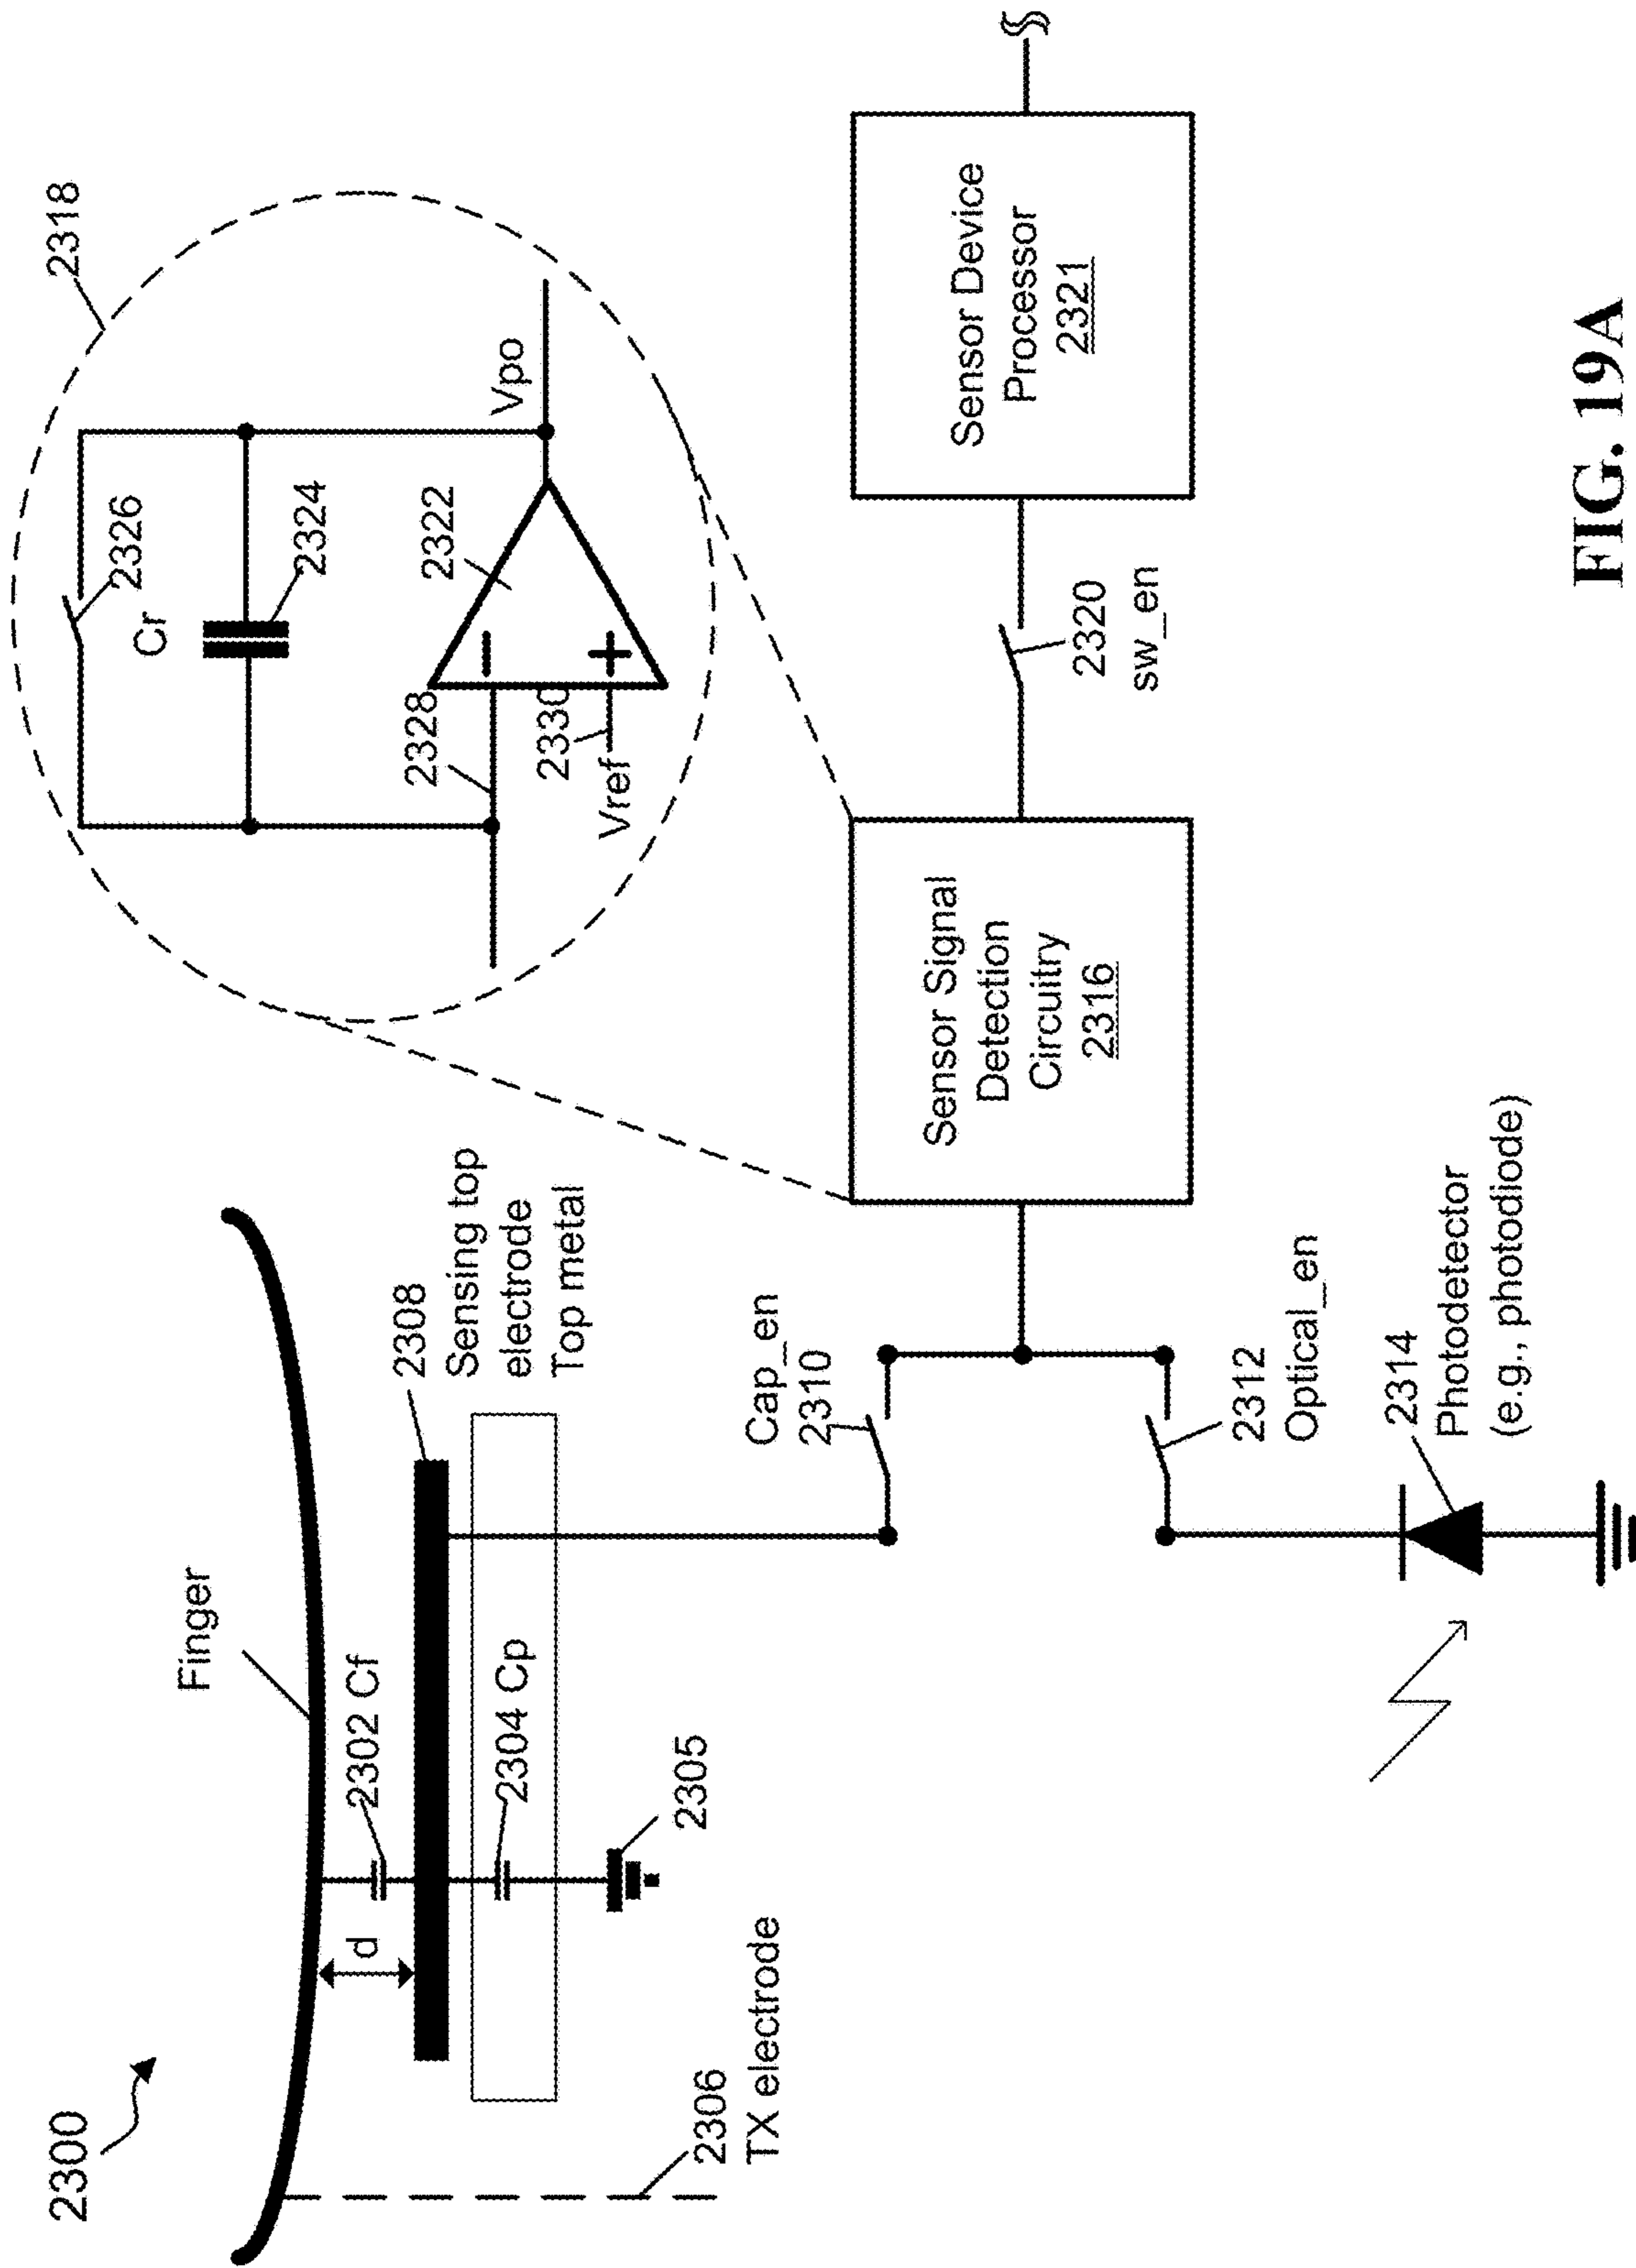 2300
Finger
2302 Cf
d
2304 Cp
2305
2306
TX electrode
2308
Sensing top
electrode
Top metal
Cap_en
2310
2312
Optical_en
2314
Photodetector
(e.g., photodiode)
Sensor Signal
Detection
Circuitry
2316
2318
2326
Cr
2324
2322
2328
2330
Vref
Vpo
2320
sw_en
Sensor Device
Processor
2321
FIG. 19A